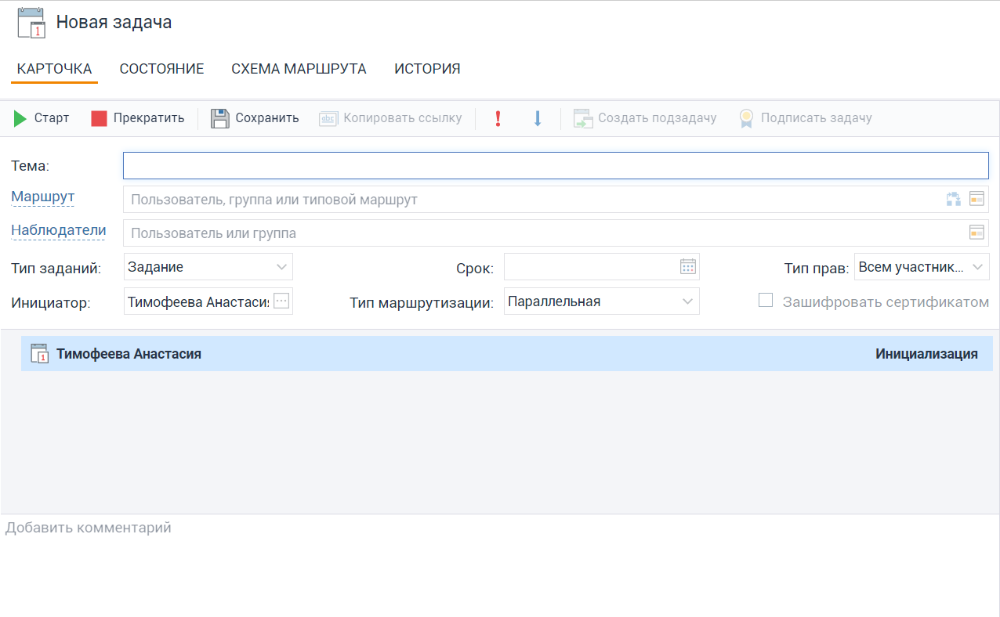 Новая задача
КАРТОЧКА СОСТОЯНИЕ СХЕМА МАРШРУТА ИСТОРИЯ
Старт Прекратить Сохранить abc Копировать ссылку Создать подзадачу Подписать задачу
Тема:
Маршрут Пользователь, группа или типовой маршрут
Наблюдатели Пользователь или группа
Тип заданий: Задание Срок: Тип прав: Всем участник...
Инициатор: Тимофеева Анастасия Тип маршрутизации: Параллельная Зашифровать сертификатом
1 Тимофеева Анастасия Инициализация
Добавить комментарий